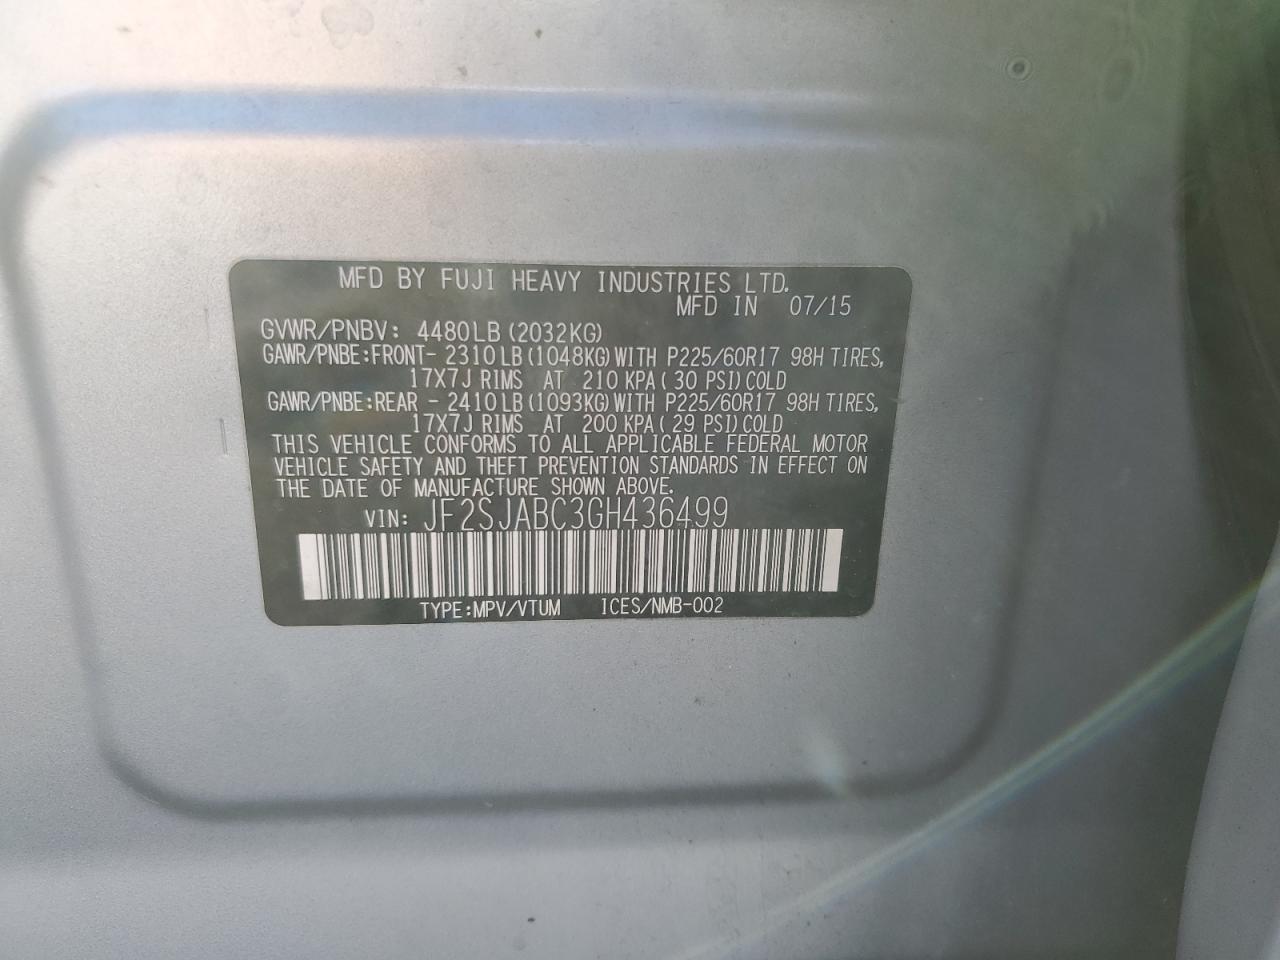 MFD BY FUJI HEAVY INDUSTRIES LTD.
MFD IN 07/15
GVWR/PNBV: 4480LB (2032KG)
GAWR/PNBE:FRONT- 2310LB (1048KG) WITH P225/60R17 98H TIRES,
17X7J RIMS AT 210 KPA ( 30 PSI) COLD
GAWR/PNBE:REAR - 2410LB (1093KG) WITH P225/60R17 98H TIRES,
17X7J RIMS AT 200 KPA ( 29 PSI) COLD
THIS VEHICLE CONFORMS TO ALL APPLICABLE FEDERAL MOTOR
VEHICLE SAFETY AND THEFT PREVENTION STANDARDS IN EFFECT ON
THE DATE OF MANUFACTURE SHOWN ABOVE.
VIN: JF2SJABC3GH436499
TYPE:MPV/VTUM ICES/NMB-002